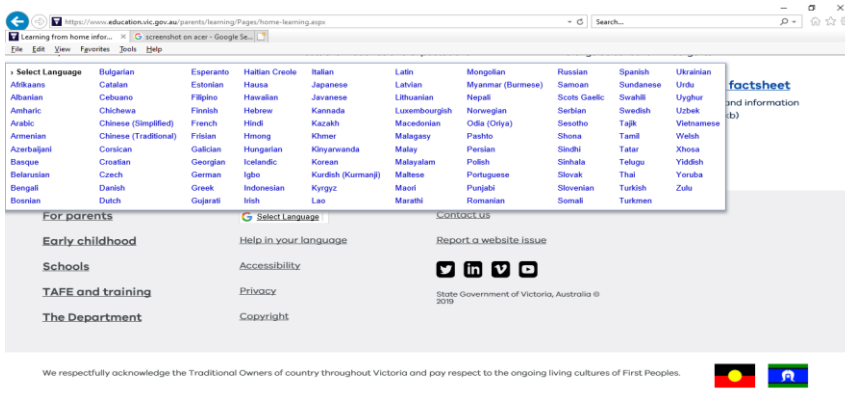 https://www.education.vic.gov.au/parents/learning/Pages/home-learning.aspx
Search...
Learning from home infor...
screenshot on acer - Google Se...
File Edit View Favorites Tools Help
› Select Language Bulgarian Esperanto Haitian Creole Italian Latin Mongolian Russian Spanish Ukrainian
Afrikaans Catalan Estonian Hausa Japanese Latvian Myanmar (Burmese) Samoan Sundanese Urdu
factsheet
Albanian Cebuano Filipino Hawaiian Javanese Lithuanian Nepali Scots Gaelic Swahili Uyghur
and information
Amharic Chichewa Finnish Hebrew Kannada Luxembourgish Norwegian Serbian Swedish Uzbek
Arabic Chinese (Simplified) French Hindi Kazakh Macedonian Odia (Oriya) Sesotho Tajik Vietnamese
Armenian Chinese (Traditional) Frisian Hmong Khmer Malagasy Pashto Shona Tamil Welsh
Azerbaijani Corsican Galician Hungarian Kinyarwanda Malay Persian Sindhi Tatar Xhosa
Basque Croatian Georgian Icelandic Korean Malayalam Polish Sinhala Telugu Yiddish
Belarusian Czech German Igbo Kurdish (Kurmanji) Maltese Portuguese Slovak Thai Yoruba
Bengali Danish Greek Indonesian Kyrgyz Maori Punjabi Slovenian Turkish Zulu
Bosnian Dutch Gujarati Irish Lao Marathi Romanian Somali Turkmen
For parents
Select Language
Contact us
Early childhood
Help in your language
Report a website issue
Schools
Accessibility
TAFE and training
Privacy
State Government of Victoria, Australia ©
2019
The Department
Copyright
We respectfully acknowledge the Traditional Owners of country throughout Victoria and pay respect to the ongoing living cultures of First Peoples.